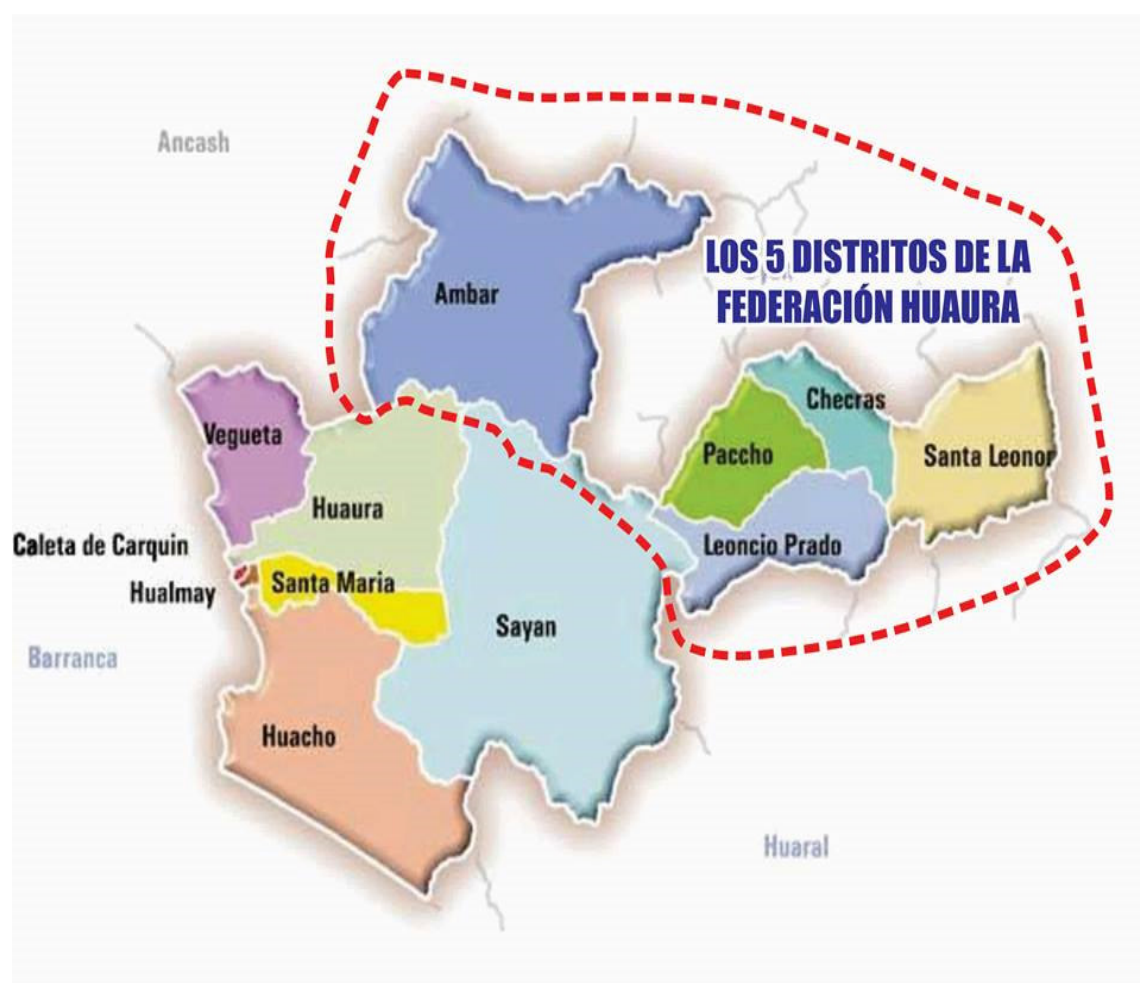 Ancash
LOS 5 DISTRITOS DE LA
FEDERACIÓN HUAURA
Ambar
Checras
Vegueta
Paccho
Santa Leonor
Huaura
Caleta de Carquin
Leoncio Prado
Hualmay
Santa Maria
Sayan
Barranca
Huacho
Huaral